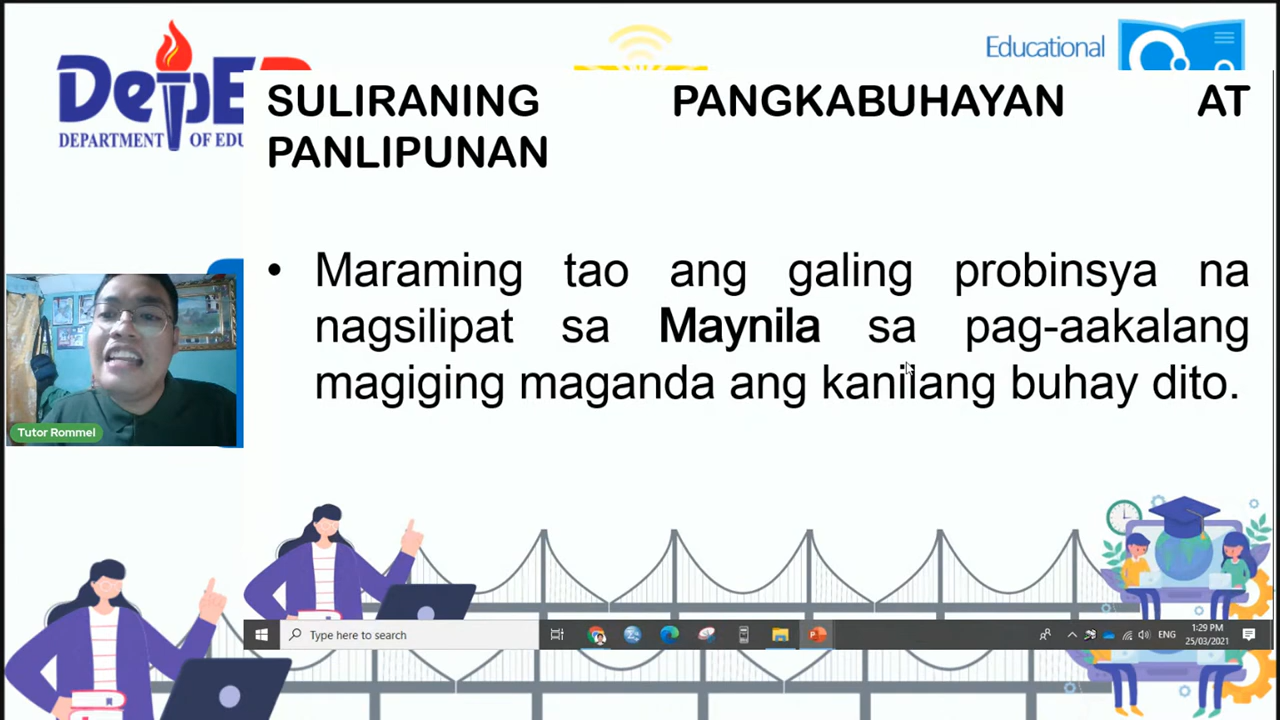 DepED
DEPARTMENT OF EDU
Educational
SULIRANING PANGKABUHAYAN AT
PANLIPUNAN
• Maraming tao ang galing probinsya na
nagsilipat sa Maynila sa pag-aakalang
magiging maganda ang kanilang buhay dito.
Tutor Rommel
Type here to search
ENG
1:29 PM
25/03/2021